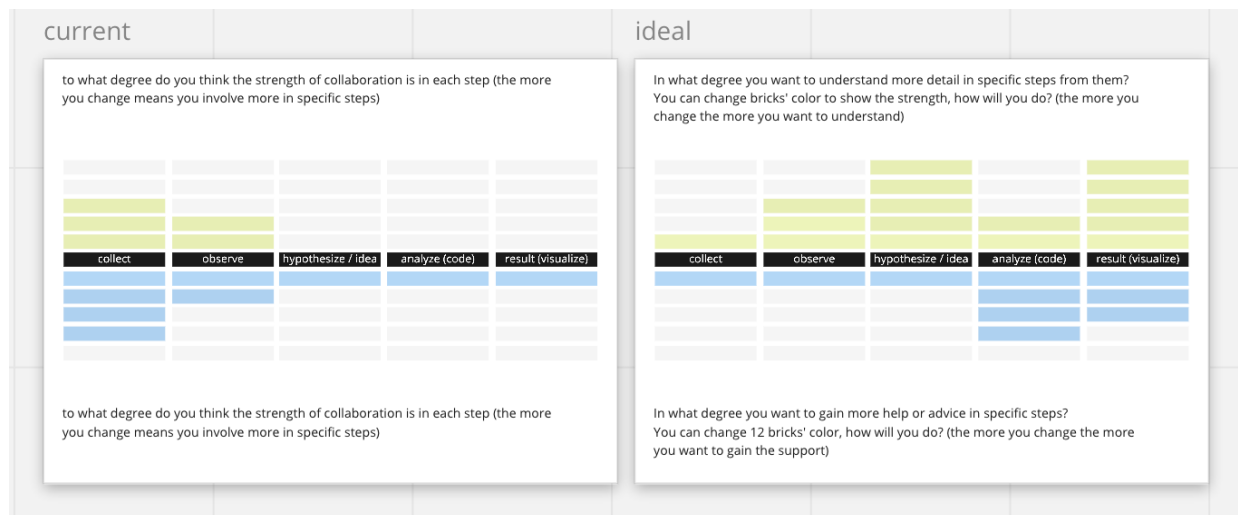 current
to what degree do you think the strength of collaboration is in each step (the more
you change means you involve more in specific steps)
collect observe hypothesize / idea analyze (code) result (visualize)
to what degree do you think the strength of collaboration is in each step (the more
you change means you involve more in specific steps)
ideal
In what degree you want to understand more detail in specific steps from them?
You can change bricks' color to show the strength, how will you do? (the more you
change the more you want to understand)
collect observe hypothesize / idea analyze (code) result (visualize)
In what degree you want to gain more help or advice in specific steps?
You can change 12 bricks' color, how will you do? (the more you change the more
you want to gain the support)